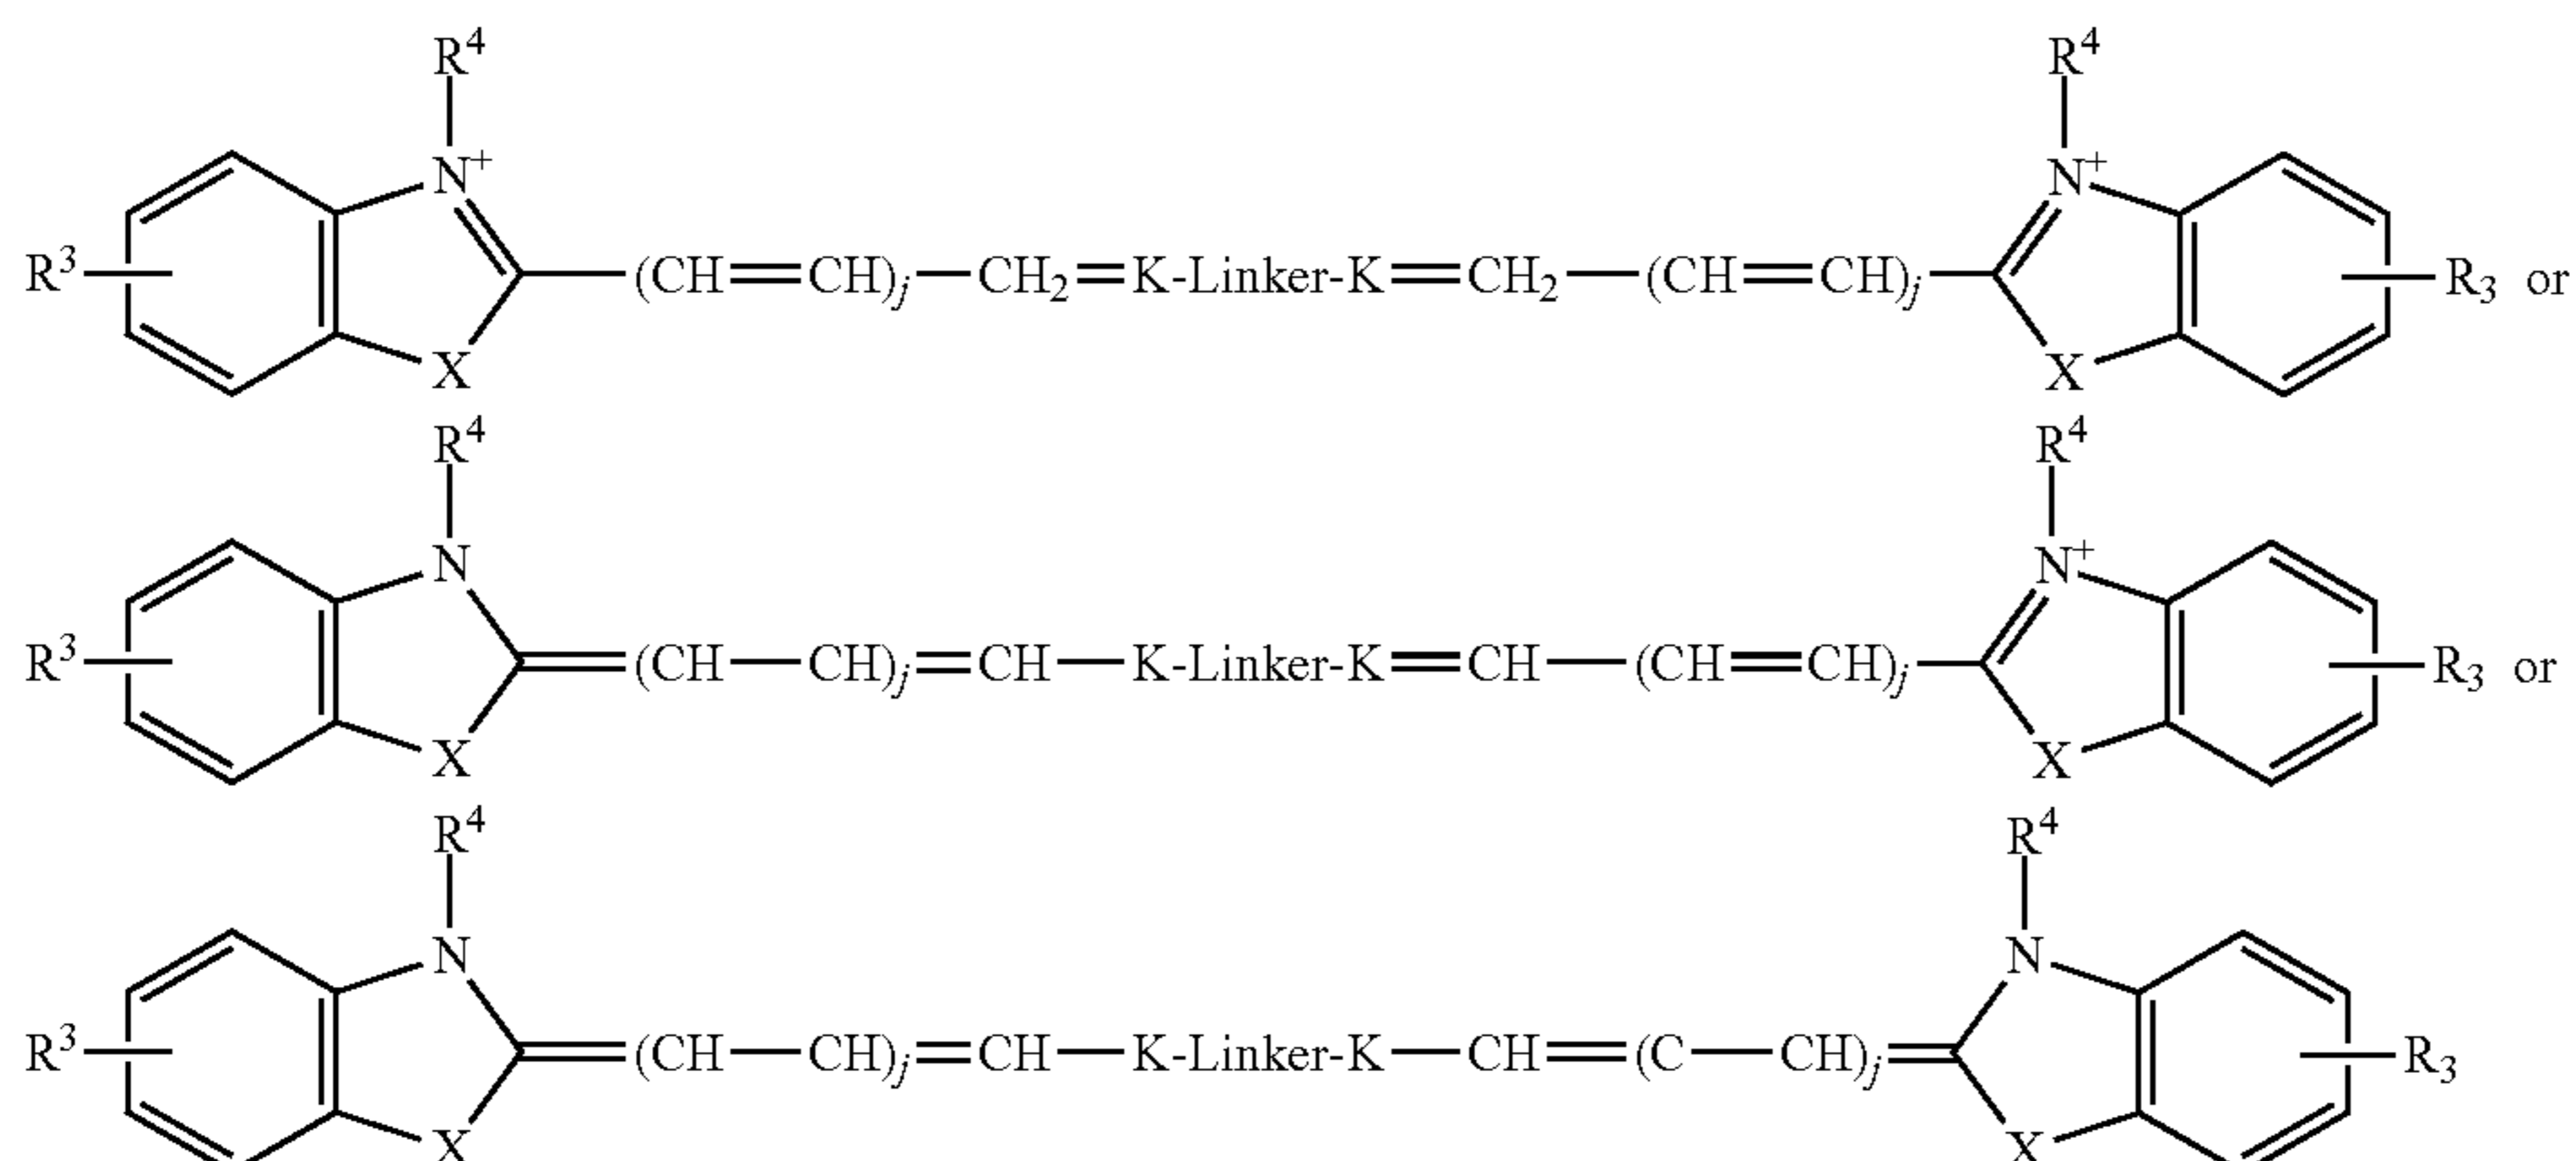 R⁴ R⁴
N⁺ N⁺
R³ (CH=CH)ⱼ—CH₂=K-Linker-K=CH₂—(CH=CH)ⱼ R₃ or
X X
R⁴ R⁴
N N⁺
R³ =(CH—CH)ⱼ=CH—K-Linker-K=CH—(CH=CH)ⱼ R₃ or
X X
R⁴ R⁴
N N
R³ =(CH—CH)ⱼ=CH—K-Linker-K—CH=(C—CH)ⱼ= R₃
X X